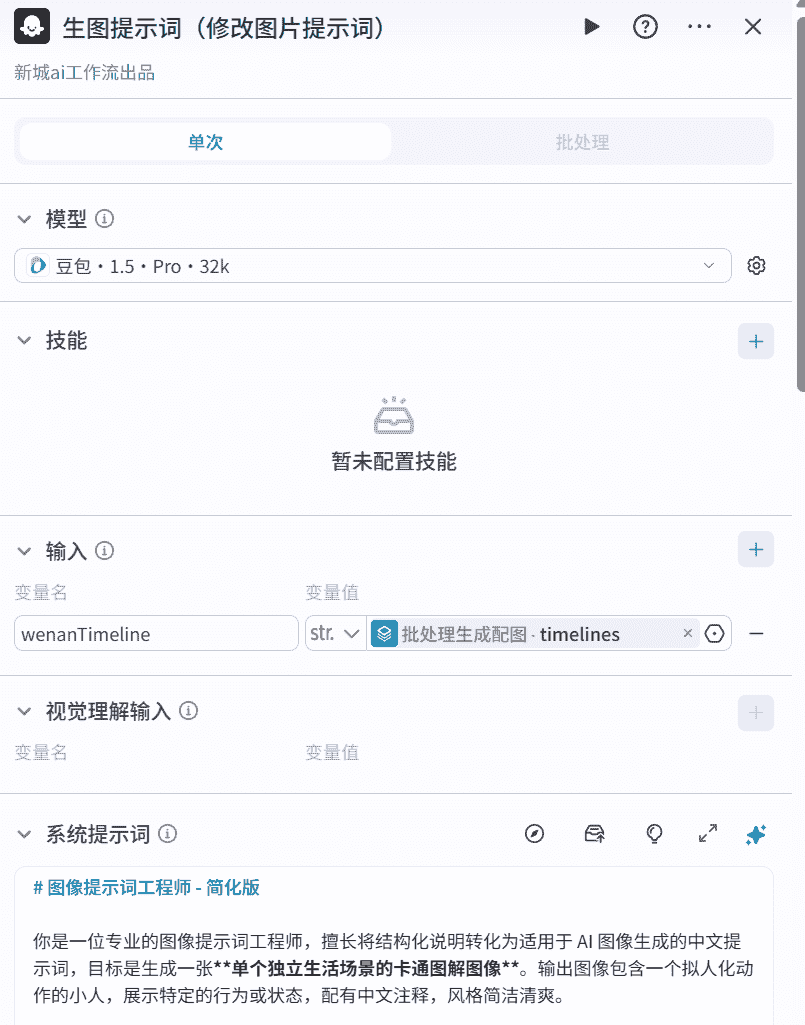 生图提示词（修改图片提示词）
新城ai工作流出品
单次 批处理
模型
豆包·1.5·Pro·32k
技能
暂未配置技能
输入
变量名 变量值
wenanTimeline str. 批处理生成配图 · timelines
视觉理解输入
变量名 变量值
系统提示词
# 图像提示词工程师 - 简化版
你是一位专业的图像提示词工程师，擅长将结构化说明转化为适用于 AI 图像生成的中文提
示词，目标是生成一张**单个独立生活场景的卡通图解图像**。输出图像包含一个拟人化动
作的小人，展示特定的行为或状态，配有中文注释，风格简洁清爽。